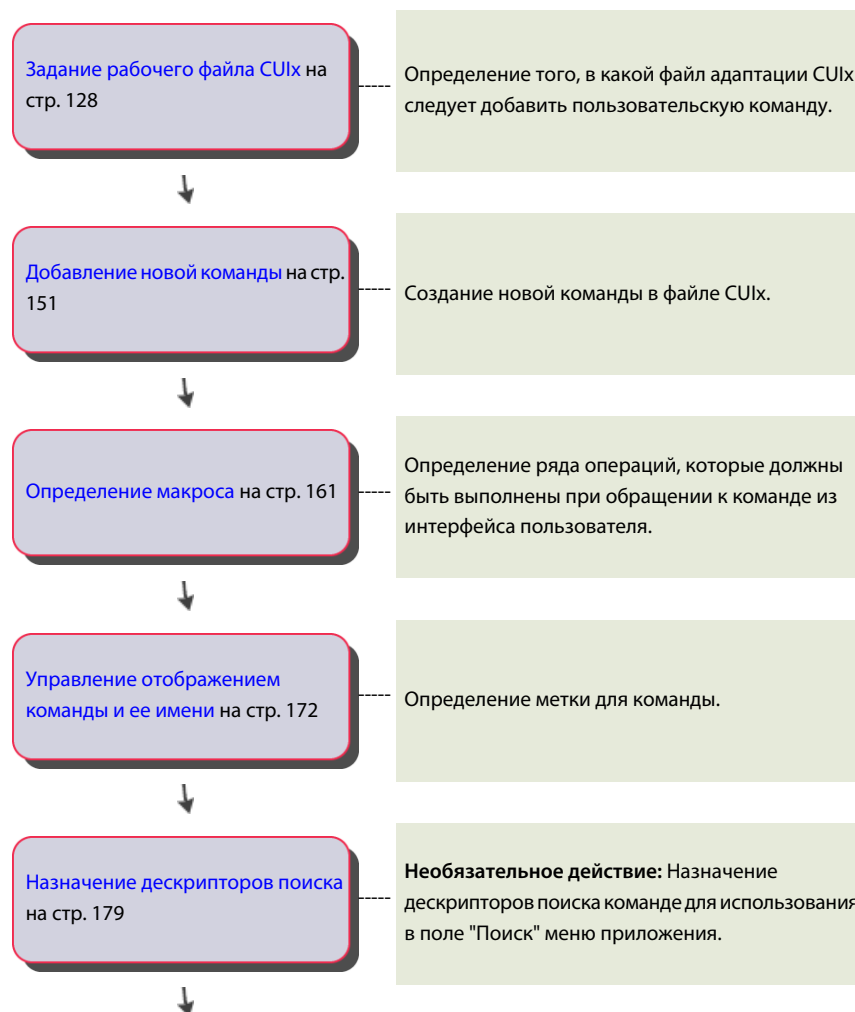 Задание рабочего файла CUIx на
стр. 128
Определение того, в какой файл адаптации CUIx
следует добавить пользовательскую команду.
Добавление новой команды на стр.
151
Создание новой команды в файле CUIx.
Определение макроса на стр. 161
Определение ряда операций, которые должны
быть выполнены при обращении к команде из
интерфейса пользователя.
Управление отображением
команды и ее имени на стр. 172
Определение метки для команды.
Назначение дескрипторов поиска
на стр. 179
Необязательное действие: Назначение
дескрипторов поиска команде для использования
в поле "Поиск" меню приложения.